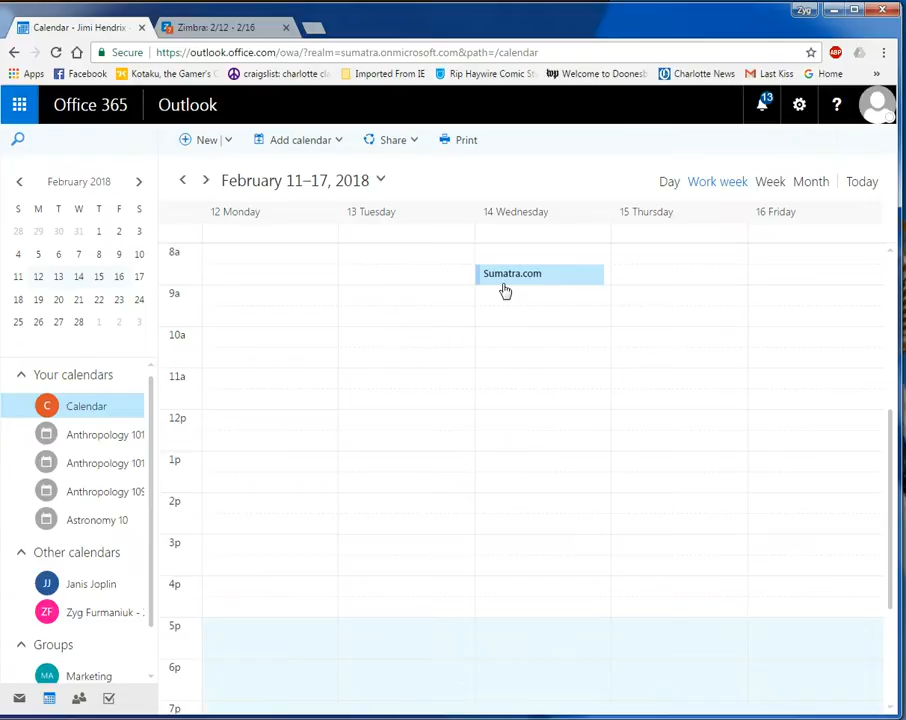 Calendar - Jimi Hendrix
Zimbra: 2/12 - 2/16
Zyg
Secure
https://outlook.office.com/owa/?realm=sumatra.onmicrosoft.com&path=/calendar
ABP
Apps
Facebook
Kotaku, the Gamer's G
craigslist: charlotte cl
Imported From IE
Rip Haywire Comic St
wp Welcome to Doonesb
Charlotte News
Last Kiss
Home
»
Office 365
Outlook
13
?
New
Add calendar
Share
Print
February 2018
February 11–17, 2018
Day
Work week
Week
Month
Today
S M T W T F S
28 29 30 31 1 2 3
4 5 6 7 8 9 10
11 12 13 14 15 16 17
18 19 20 21 22 23 24
25 26 27 28 1 2 3
12 Monday
13 Tuesday
14 Wednesday
15 Thursday
16 Friday
8a
Sumatra.com
9a
10a
11a
12p
1p
2p
3p
4p
5p
6p
7p
Your calendars
C Calendar
Anthropology 101
Anthropology 101
Anthropology 109
Astronomy 10
Other calendars
JJ Janis Joplin
ZF Zyg Furmaniuk - .
Groups
MA Marketing